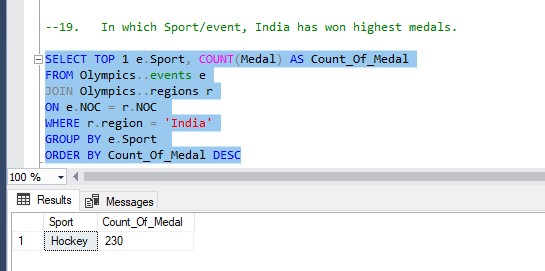 --19.   In which Sport/event, India has won highest medals.
SELECT TOP 1 e.Sport, COUNT(Medal) AS Count_Of_Medal
FROM Olympics..events e
JOIN Olympics..regions r
ON e.NOC = r.NOC
WHERE r.region = 'India'
GROUP BY e.Sport
ORDER BY Count_Of_Medal DESC
100 %
Results Messages
Sport Count_Of_Medal
1 Hockey 230